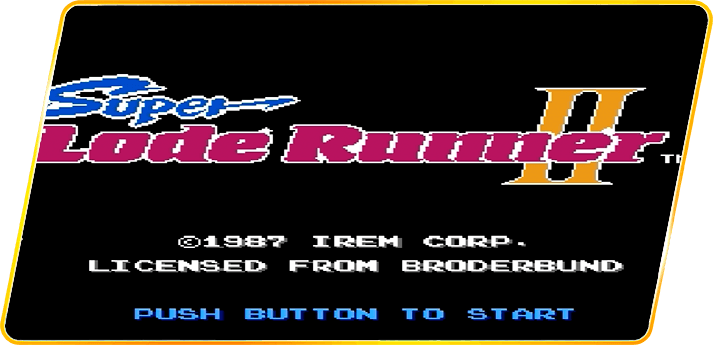 Super
Lode Runner II ™
©1987 IREM CORP.
LICENSED FROM BRODERBUND
PUSH BUTTON TO START